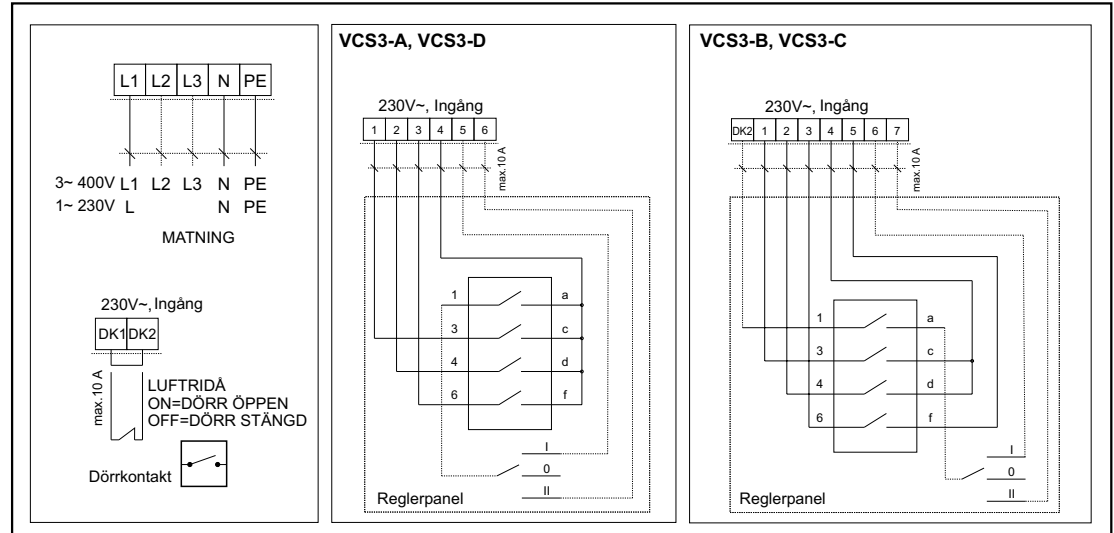 L1 L2 L3 N PE
3~ 400V L1 L2 L3 N PE
1~ 230V L N PE
MATNING
230V~, Ingång
DK1 DK2
max.10 A
LUFTRIDÅ
ON=DÖRR ÖPPEN
OFF=DÖRR STÄNGD
Dörrkontakt
VCS3-A, VCS3-D
230V~, Ingång
1 2 3 4 5 6
max.10 A
1 a
3 c
4 d
6 f
I
0
II
Reglerpanel
VCS3-B, VCS3-C
230V~, Ingång
DK2 1 2 3 4 5 6 7
max.10 A
1 a
3 c
4 d
6 f
I
0
II
Reglerpanel